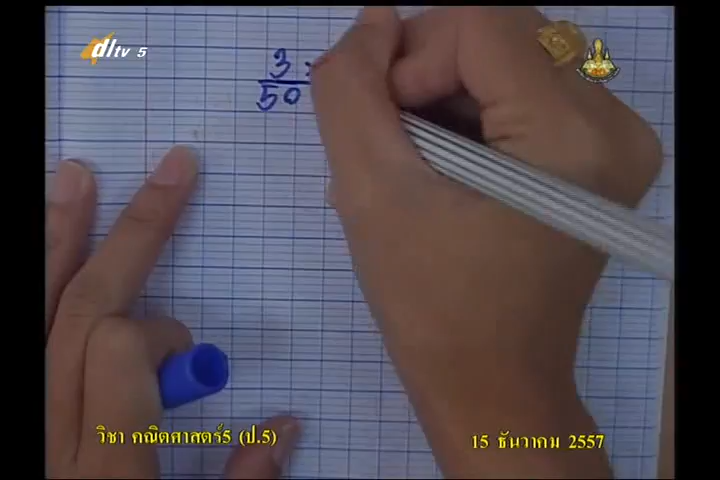 dltv 5
3
50
วิชา คณิตศาสตร์5 (ป.5)
15 ธันวาคม 2557